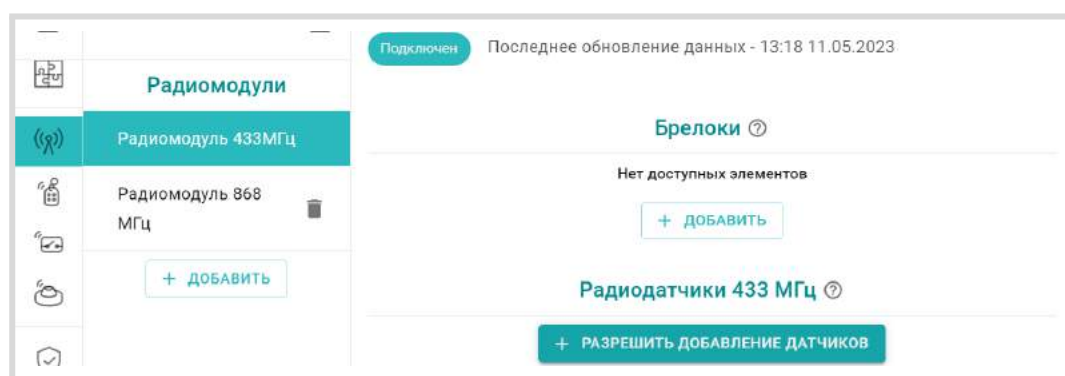 Подключен
Последнее обновление данных - 13:18 11.05.2023
Радиомодули
Радиомодуль 433МГц
Радиомодуль 868
МГц
+ ДОБАВИТЬ
Брелоки
Нет доступных элементов
+ ДОБАВИТЬ
Радиодатчики 433 МГц
+ РАЗРЕШИТЬ ДОБАВЛЕНИЕ ДАТЧИКОВ